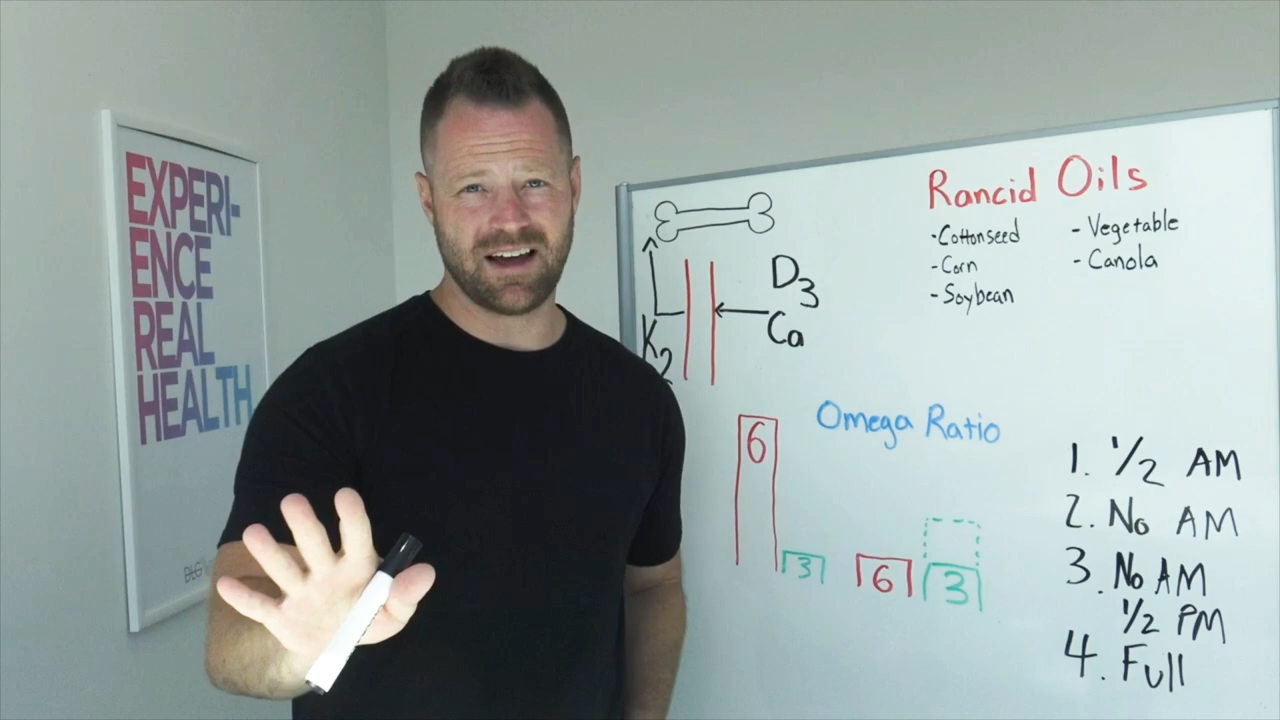 EXPERI-
ENCE
REAL
HEALTH
K2
D3
Ca
Rancid Oils
-Cottonseed
-Corn
-Soybean
- Vegetable
- Canola
Omega Ratio
6
3
6
3
1. 1/2 AM
2. No AM
3. No AM
1/2 PM
4. Full